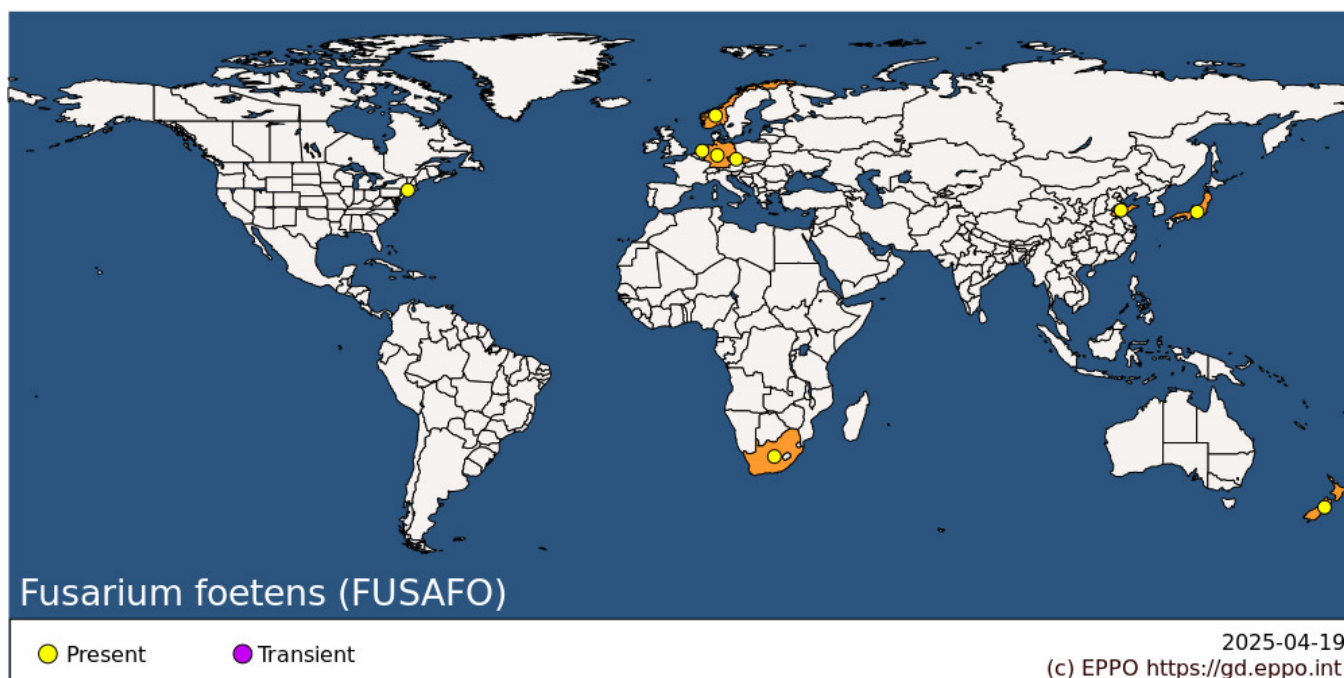 Fusarium foetens (FUSAFO)
Present
Transient
2025-04-19
(c) EPPO https://gd.eppo.int